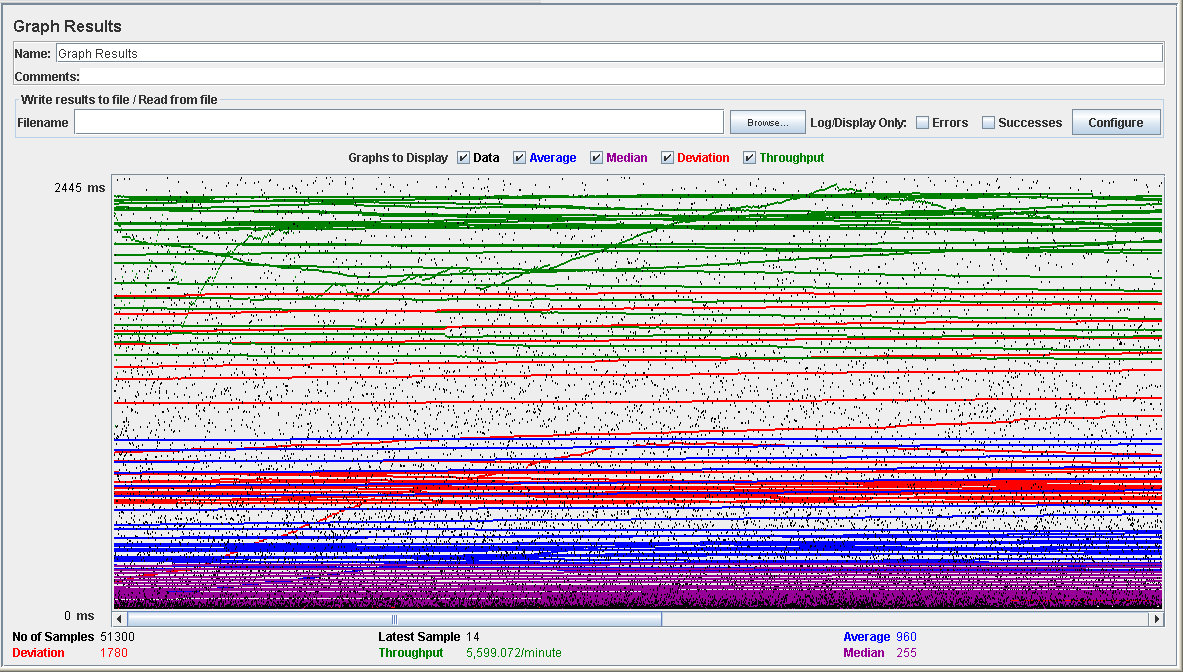 Graph Results
Name: Graph Results
Comments:
Write results to file / Read from file
Filename Browse... Log/Display Only: Errors Successes Configure
Graphs to Display Data Average Median Deviation Throughput
2445 ms
0 ms
No of Samples 51300 Latest Sample 14 Average 960
Deviation 1780 Throughput 5,599.072/minute Median 255